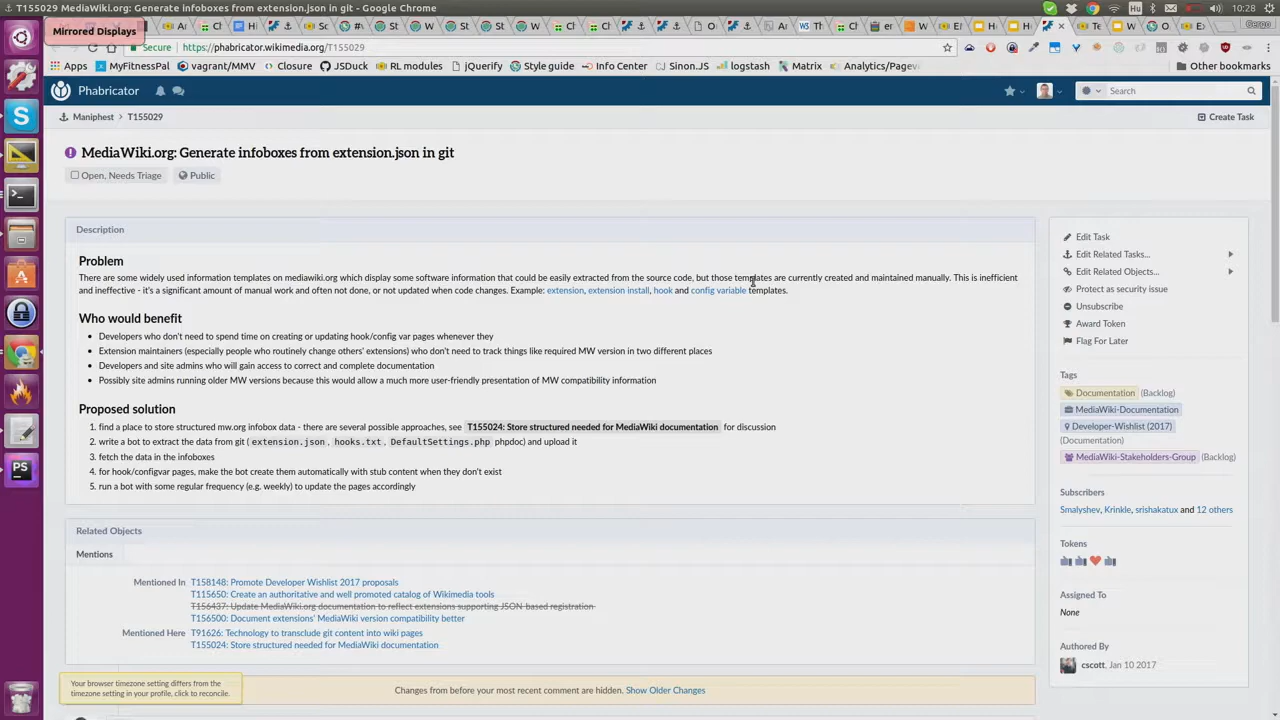 T155029 MediaWiki.org: Generate infoboxes from extension.json in git - Google Chrome
Hu
10:28
Mirrored Displays
Cergo
Secure
https://phabricator.wikimedia.org/T155029
Apps
MyFitnessPal
vagrant/MMV
Closure
JSDuck
RL modules
jQuerify
Style guide
Info Center
Sinon.JS
logstash
Matrix
Analytics/Pagev
Other bookmarks
Phabricator
Search
Maniphest
T155029
Create Task
MediaWiki.org: Generate infoboxes from extension.json in git
Open, Needs Triage
Public
Description
Problem
There are some widely used information templates on mediawiki.org which display some software information that could be easily extracted from the source code, but those templates are currently created and maintained manually. This is inefficient
and ineffective - it's a significant amount of manual work and often not done, or not updated when code changes. Example: extension, extension install, hook and config variable templates.
Who would benefit
Developers who don't need to spend time on creating or updating hook/config var pages whenever they
Extension maintainers (especially people who routinely change others' extensions) who don't need to track things like required MW version in two different places
Developers and site admins who will gain access to correct and complete documentation
Possibly site admins running older MW versions because this would allow a much more user-friendly presentation of MW compatibility information
Proposed solution
1. find a place to store structured mw.org infobox data - there are several possible approaches, see T155024: Store structured needed for MediaWiki documentation for discussion
2. write a bot to extract the data from git ( extension.json, hooks.txt, DefaultSettings.php phpdoc) and upload it
3. fetch the data in the infoboxes
4. for hook/configvar pages, make the bot create them automatically with stub content when they don't exist
5. run a bot with some regular frequency (e.g. weekly) to update the pages accordingly
Edit Task
Edit Related Tasks...
Edit Related Objects...
Protect as security issue
Unsubscribe
Award Token
Flag For Later
Tags
Documentation (Backlog)
MediaWiki-Documentation
Developer-Wishlist (2017)
(Documentation)
MediaWiki-Stakeholders-Group (Backlog)
Subscribers
Smalyshev, Krinkle, srishakatux and 12 others
Tokens
Assigned To
None
Authored By
cscott, Jan 10 2017
Related Objects
Mentions
Mentioned In
T158148: Promote Developer Wishlist 2017 proposals
T115650: Create an authoritative and well promoted catalog of Wikimedia tools
T156437: Update MediaWiki.org documentation to reflect extensions supporting JSON-based registration
T156500: Document extensions' MediaWiki version compatibility better
Mentioned Here
T91626: Technology to transclude git content into wiki pages
T155024: Store structured needed for MediaWiki documentation
Your browser timezone setting differs from the
timezone setting in your profile, click to reconcile.
Changes from before your most recent comment are hidden. Show Older Changes